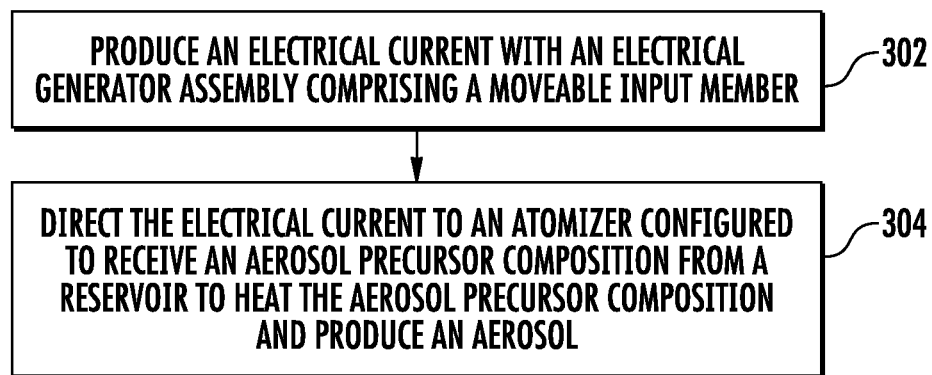 PRODUCE AN ELECTRICAL CURRENT WITH AN ELECTRICAL
GENERATOR ASSEMBLY COMPRISING A MOVEABLE INPUT MEMBER
302
DIRECT THE ELECTRICAL CURRENT TO AN ATOMIZER CONFIGURED
TO RECEIVE AN AEROSOL PRECURSOR COMPOSITION FROM A
RESERVOIR TO HEAT THE AEROSOL PRECURSOR COMPOSITION
AND PRODUCE AN AEROSOL
304